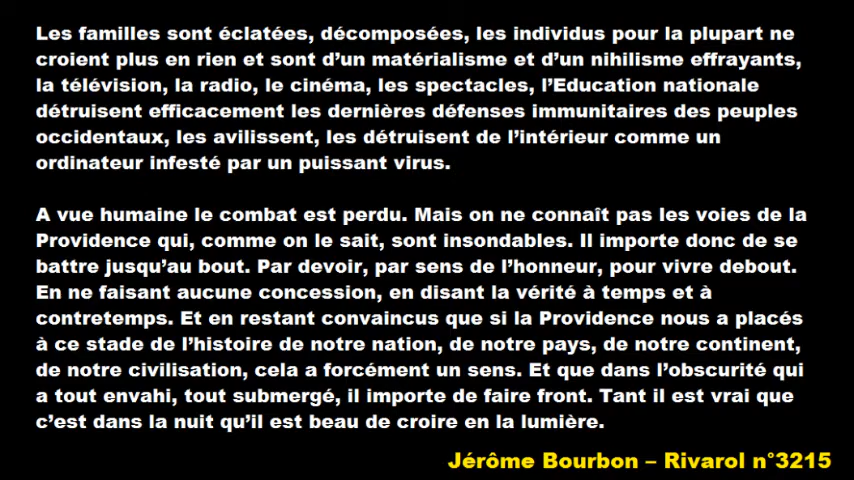 Les familles sont éclatées, décomposées, les individus pour la plupart ne
croient plus en rien et sont d’un matérialisme et d’un nihilisme effrayants,
la télévision, la radio, le cinéma, les spectacles, l’Education nationale
détruisent efficacement les dernières défenses immunitaires des peuples
occidentaux, les avilissent, les détruisent de l’intérieur comme un
ordinateur infesté par un puissant virus.
A vue humaine le combat est perdu. Mais on ne connaît pas les voies de la
Providence qui, comme on le sait, sont insondables. Il importe donc de se
battre jusqu’au bout. Par devoir, par sens de l’honneur, pour vivre debout.
En ne faisant aucune concession, en disant la vérité à temps et à
contretemps. Et en restant convaincus que si la Providence nous a placés
à ce stade de l’histoire de notre nation, de notre pays, de notre continent,
de notre civilisation, cela a forcément un sens. Et que dans l’obscurité qui
a tout envahi, tout submergé, il importe de faire front. Tant il est vrai que
c’est dans la nuit qu’il est beau de croire en la lumière.
Jérôme Bourbon – Rivarol n°3215